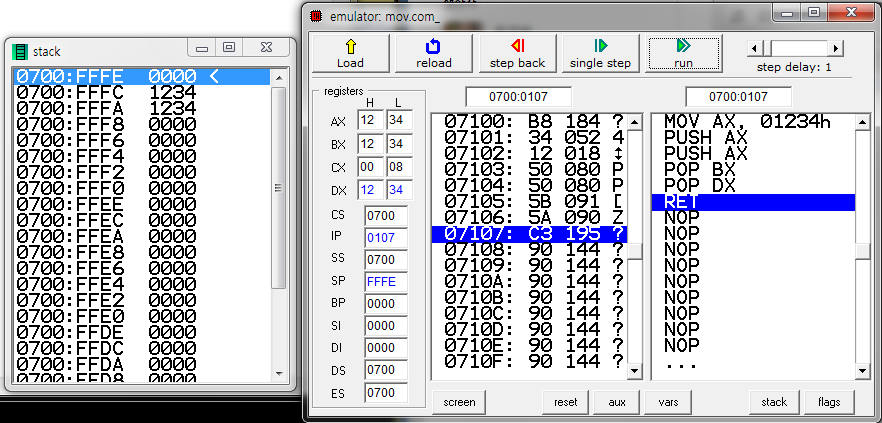 stack
0700:FFFE 0000 <
0700:FFFC 1234
0700:FFFA 1234
0700:FFF8 0000
0700:FFF6 0000
0700:FFF4 0000
0700:FFF2 0000
0700:FFF0 0000
0700:FFEE 0000
0700:FFEC 0000
0700:FFEA 0000
0700:FFE8 0000
0700:FFE6 0000
0700:FFE4 0000
0700:FFE2 0000
0700:FFE0 0000
0700:FFDE 0000
0700:FFDC 0000
0700:FFDA 0000
0700:FFD8 0000
emulator: mov.com_
Load reload step back single step run step delay: 1
registers
H L
AX 12 34
BX 12 34
CX 00 08
DX 12 34
CS 0700
IP 0107
SS 0700
SP FFFE
BP 0000
SI 0000
DI 0000
DS 0700
ES 0700
0700:0107
07100: B8 184 ?
07101: 34 052 4
07102: 12 018 ↕
07103: 50 080 P
07104: 50 080 P
07105: 5B 091 [
07106: 5A 090 Z
07107: C3 195 ?
07108: 90 144 ?
07109: 90 144 ?
0710A: 90 144 ?
0710B: 90 144 ?
0710C: 90 144 ?
0710D: 90 144 ?
0710E: 90 144 ?
0710F: 90 144 ?
0700:0107
MOV AX, 01234h
PUSH AX
PUSH AX
POP BX
POP DX
RET
NOP
NOP
NOP
NOP
NOP
NOP
NOP
NOP
NOP
...
screen reset aux vars stack flags